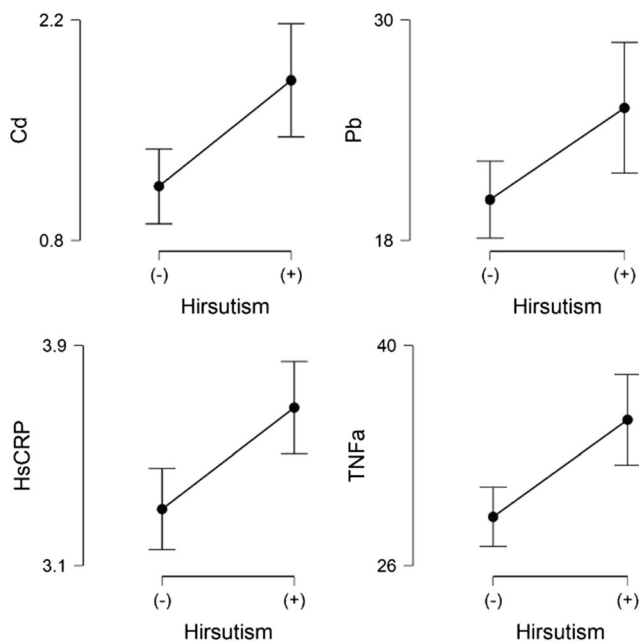 2.2
Cd
0.8
(-) (+)
Hirsutism
30
Pb
18
(-) (+)
Hirsutism
3.9
HsCRP
3.1
(-) (+)
Hirsutism
40
TNFa
26
(-) (+)
Hirsutism